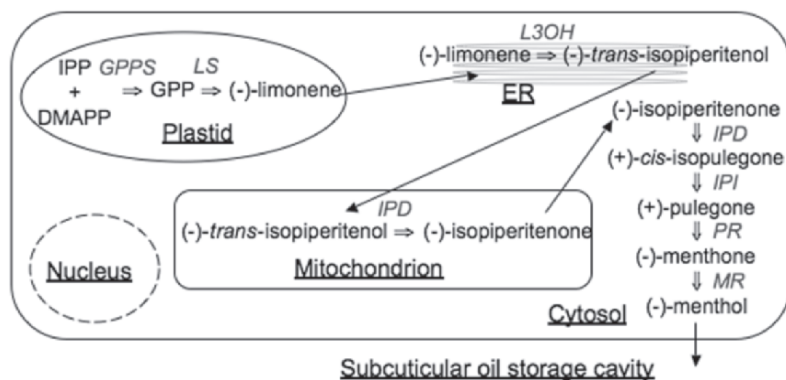 L3OH
(-)-limonene ⇒ (-)-trans-isopiperitenol
ER
IPP GPPS LS
+ ⇒ GPP ⇒ (-)-limonene
DMAPP
Plastid
(-)-isopiperitenone
⇓ IPD
(+)-cis-isopulegone
⇓ IPI
(+)-pulegone
⇓ PR
(-)-menthone
⇓ MR
(-)-menthol
IPD
(-)-trans-isopiperitenol ⇒ (-)-isopiperitenone
Mitochondrion
Nucleus
Cytosol
Subcuticular oil storage cavity